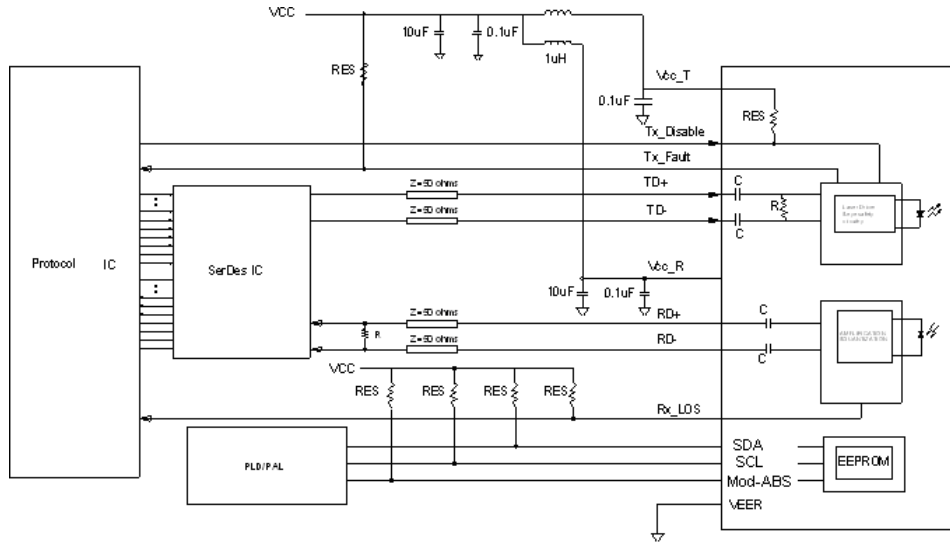 VCC
10uF
0.1uF
1uH
RES
Vcc_T
0.1uF
RES
Tx_Disable
Tx_Fault
Z=50 ohms
TD+
C
Z=50 ohms
TD-
R
C
Protocol IC
SerDes IC
Vcc_R
10uF
0.1uF
Z=50 ohms
RD+
C
R
Z=50 ohms
RD-
C
VCC
RES
RES
RES
RES
Rx_LOS
PLD/PAL
SDA
SCL
Mod-ABS
EEPROM
VEER